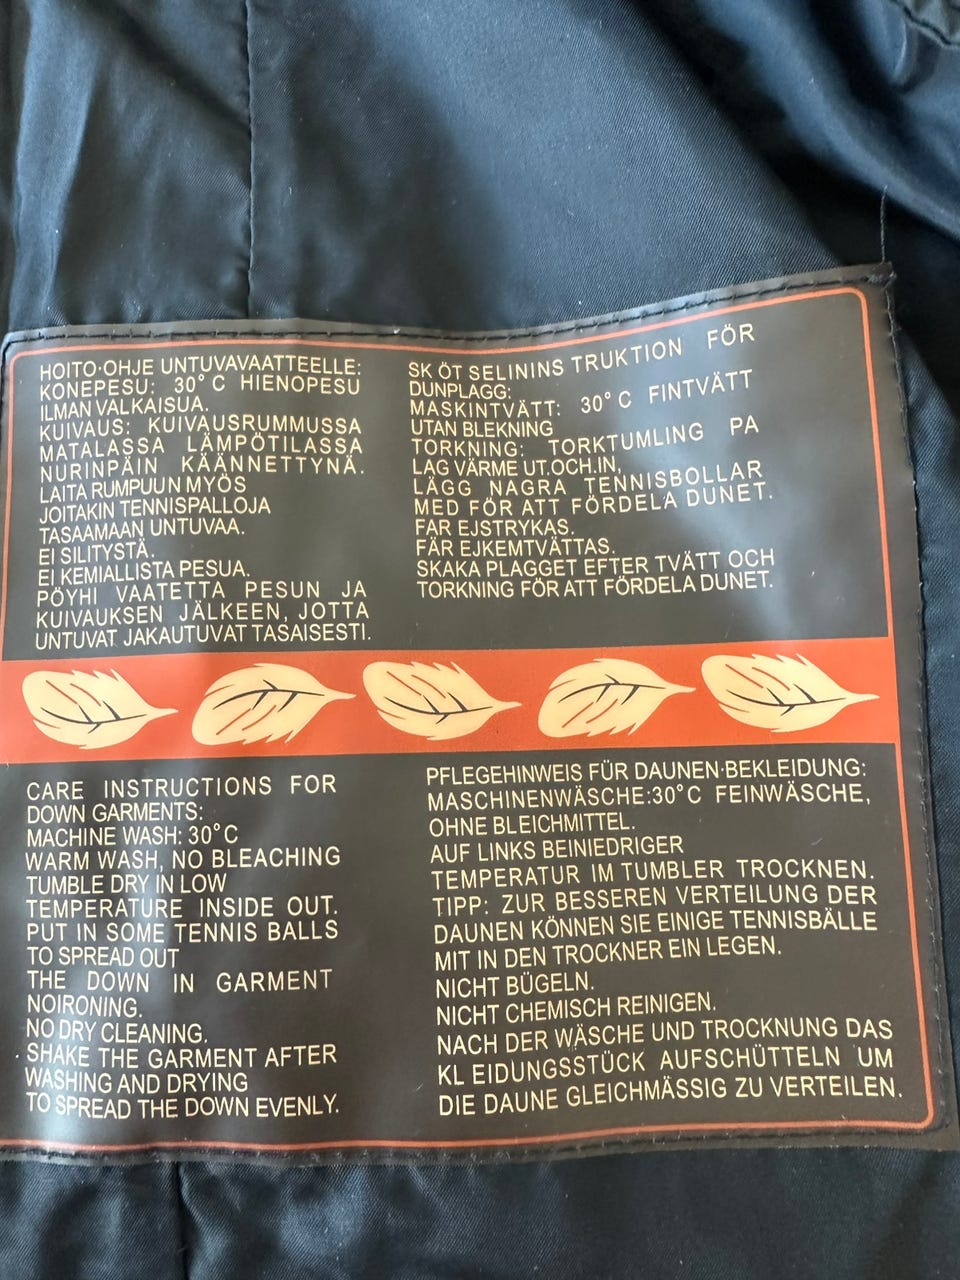 HOITO-OHJE UNTUVAVAATTEELLE:
KONEPESU: 30°C HIENOPESU
ILMAN VALKAISUA.
KUIVAUS: KUIVAUSRUMMUSSA
MATALASSA LÄMPÖTILASSA
NURINPÄIN KÄÄNNETTYNÄ.
LAITA RUMPUUN MYÖS
JOITAKIN TENNISPALLOJA
TASAAMAAN UNTUVAA.
EI SILITYSTÄ.
EI KEMIALLISTA PESUA.
PÖYHI VAATETTA PESUN JA
KUIVAUKSEN JÄLKEEN, JOTTA
UNTUVAT JAKAUTUVAT TASAISESTI.
SK ÖT SELININS TRUKTION FÖR
DUNPLAGG:
MASKINTVÄTT: 30°C FINTVÄTT
UTAN BLEKNING
TORKNING: TORKTUMLING PA
LAG VÄRME UT.OCH.IN,
LÄGG NAGRA TENNISBOLLAR
MED FÖR ATT FÖRDELA DUNET.
FAR EJSTRYKAS.
FÄR EJKEMTVÄTTAS.
SKAKA PLAGGET EFTER TVÄTT OCH
TORKNING FÖR ATT FÖRDELA DUNET.
CARE INSTRUCTIONS FOR
DOWN GARMENTS:
MACHINE WASH: 30°C
WARM WASH, NO BLEACHING
TUMBLE DRY IN LOW
TEMPERATURE INSIDE OUT.
PUT IN SOME TENNIS BALLS
TO SPREAD OUT
THE DOWN IN GARMENT
NOIRONING.
NO DRY CLEANING.
SHAKE THE GARMENT AFTER
WASHING AND DRYING
TO SPREAD THE DOWN EVENLY.
PFLEGEHINWEIS FÜR DAUNEN-BEKLEIDUNG:
MASCHINENWÄSCHE:30°C FEINWÄSCHE,
OHNE BLEICHMITTEL.
AUF LINKS BEINIEDRIGER
TEMPERATUR IM TUMBLER TROCKNEN.
TIPP: ZUR BESSEREN VERTEILUNG DER
DAUNEN KÖNNEN SIE EINIGE TENNISBÄLLE
MIT IN DEN TROCKNER EIN LEGEN.
NICHT BÜGELN.
NICHT CHEMISCH REINIGEN.
NACH DER WÄSCHE UND TROCKNUNG DAS
KL EIDUNGSSTÜCK AUFSCHÜTTELN UM
DIE DAUNE GLEICHMÄSSIG ZU VERTEILEN.